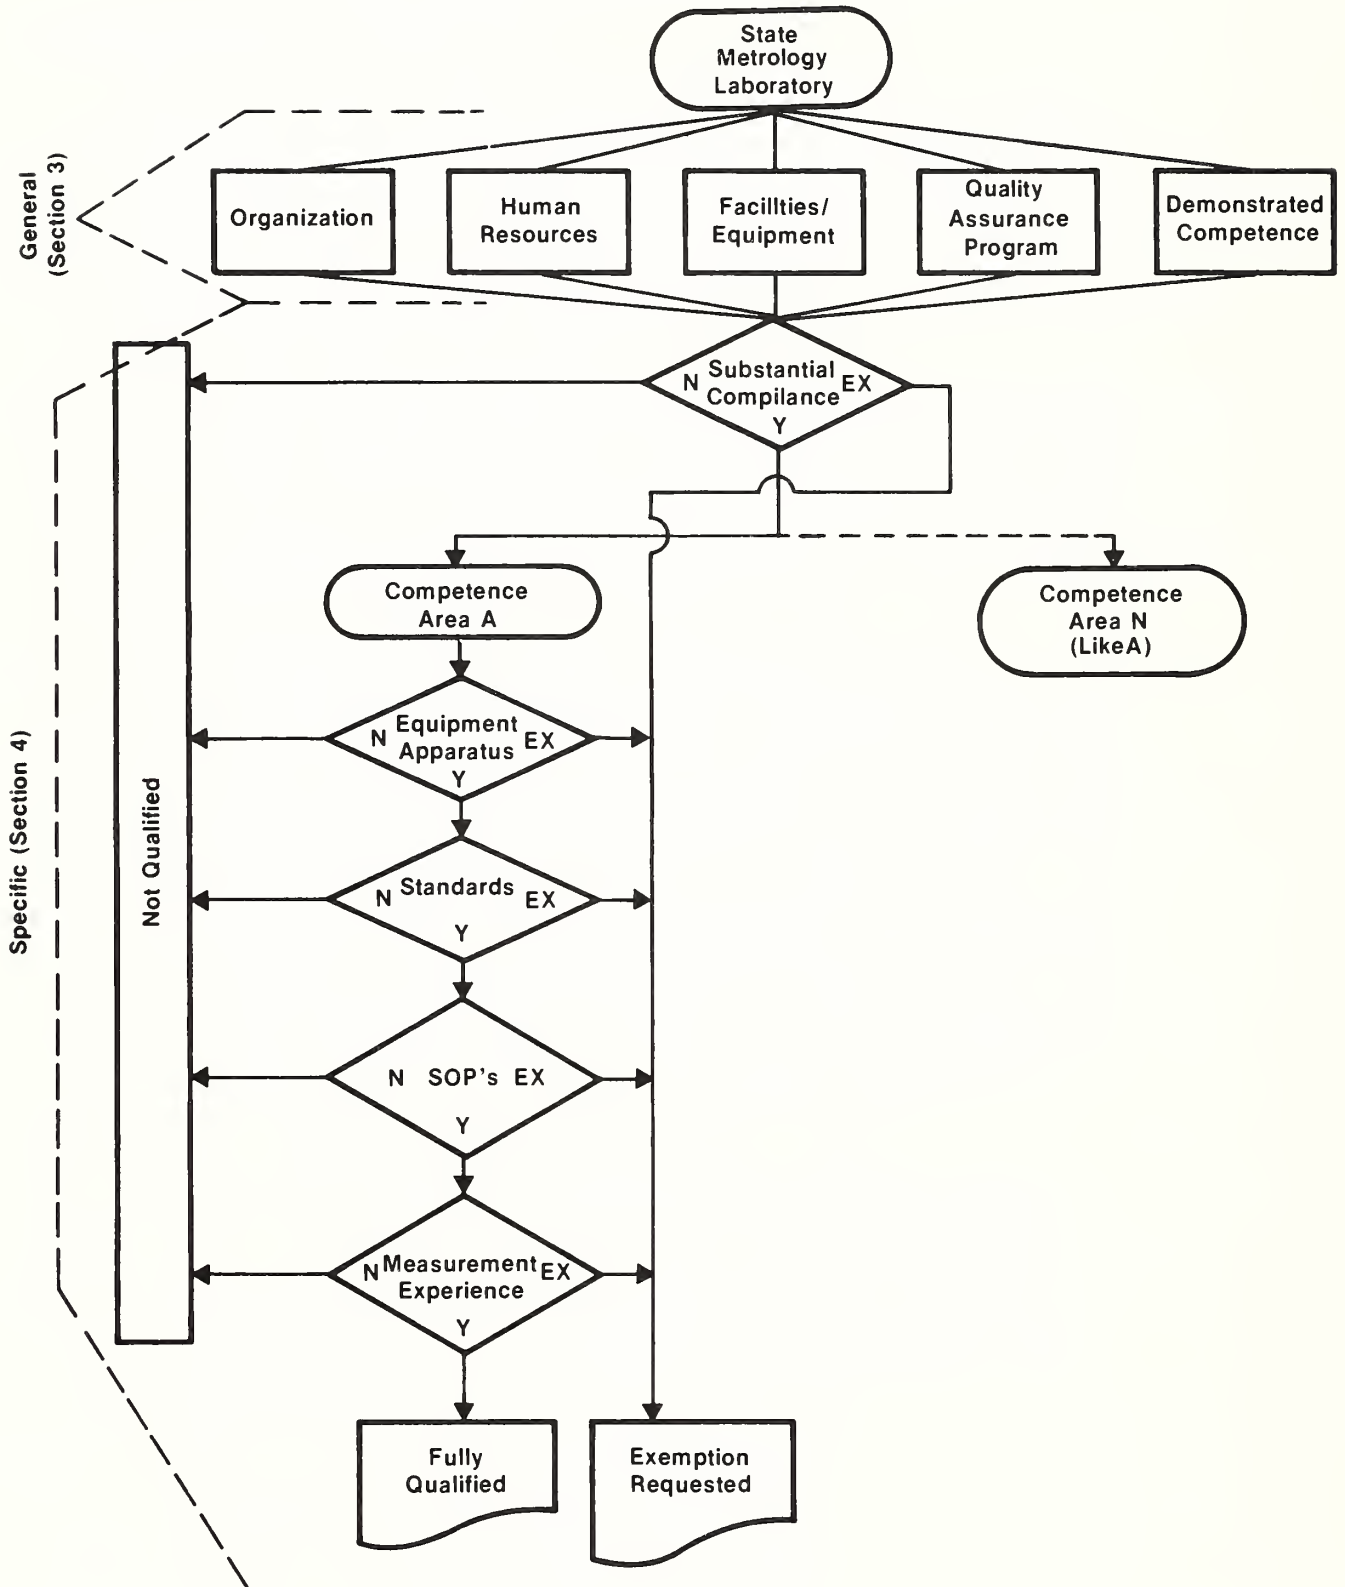 State
Metrology
Laboratory
General
(Section 3)
Organization
Human
Resources
Facillties/
Equipment
Quality
Assurance
Program
Demonstrated
Competence
N Substantial EX
Compilance
Y
Competence
Area A
Competence
Area N
(LikeA)
Specific (Section 4)
Not Qualified
N Equipment EX
Apparatus
Y
N Standards EX
Y
N SOP's EX
Y
N Measurement EX
Experience
Y
Fully
Qualified
Exemption
Requested